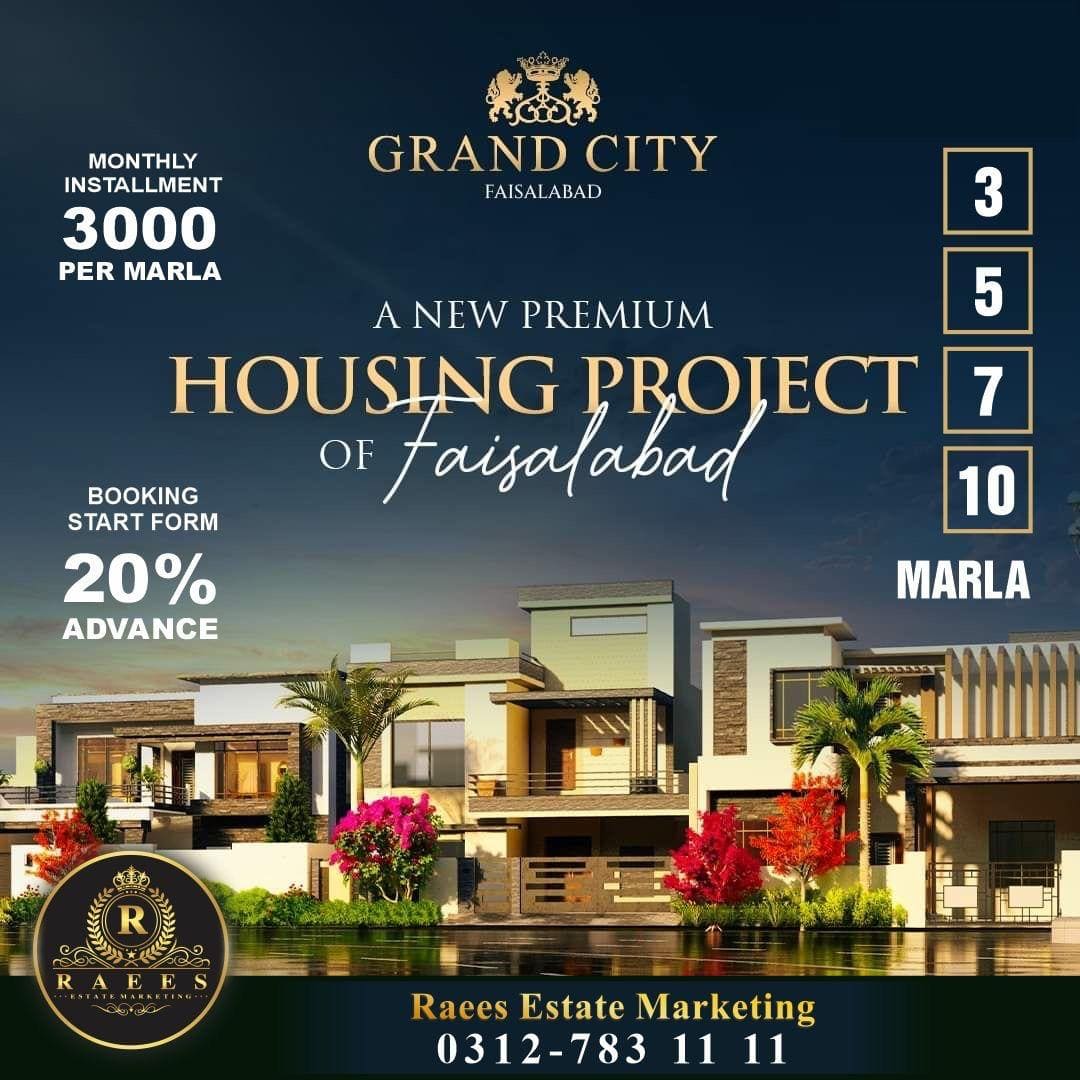 GRAND CITY
FAISALABAD
MONTHLY
INSTALLMENT
3000
PER MARLA
A NEW PREMIUM
HOUSING PROJECT
OF Faisalabad
3
5
7
10
MARLA
BOOKING
START FORM
20%
ADVANCE
R
RAEES
ESTATE MARKETING
Raees Estate Marketing
0312-783 11 11